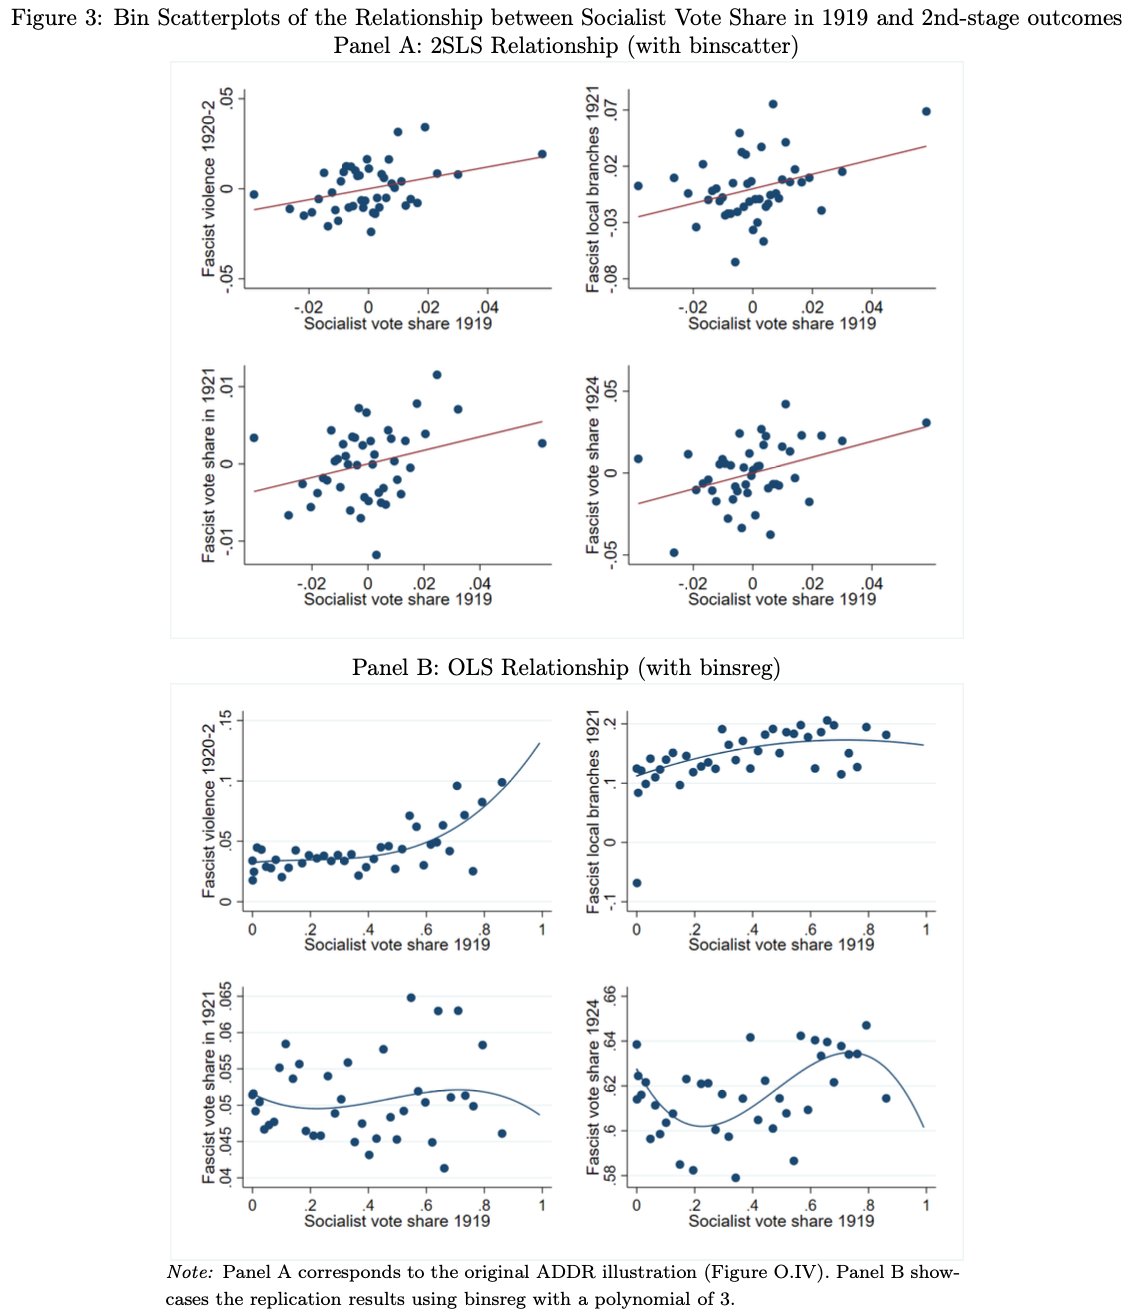 Figure 3: Bin Scatterplots of the Relationship between Socialist Vote Share in 1919 and 2nd-stage outcomes
Panel A: 2SLS Relationship (with binscatter)
Fascist violence 1920-2
.05
0
-.05
-.02 0 .02 .04
Socialist vote share 1919
Fascist local branches 1921
.07
.02
-.03
-.08
-.02 0 .02 .04
Socialist vote share 1919
Fascist vote share in 1921
.01
0
-.01
-.02 0 .02 .04
Socialist vote share 1919
Fascist vote share 1924
.05
0
-.05
-.02 0 .02 .04
Socialist vote share 1919
Panel B: OLS Relationship (with binsreg)
Fascist violence 1920-2
.15
.1
.05
0
0 .2 .4 .6 .8 1
Socialist vote share 1919
Fascist local branches 1921
.2
.1
0
-.1
0 .2 .4 .6 .8 1
Socialist vote share 1919
Fascist vote share in 1921
.065
.06
.055
.05
.045
.04
0 .2 .4 .6 .8 1
Socialist vote share 1919
Fascist vote share 1924
.66
.64
.62
.6
.58
0 .2 .4 .6 .8 1
Socialist vote share 1919
Note: Panel A corresponds to the original ADDR illustration (Figure O.IV). Panel B show-
cases the replication results using binsreg with a polynomial of 3.